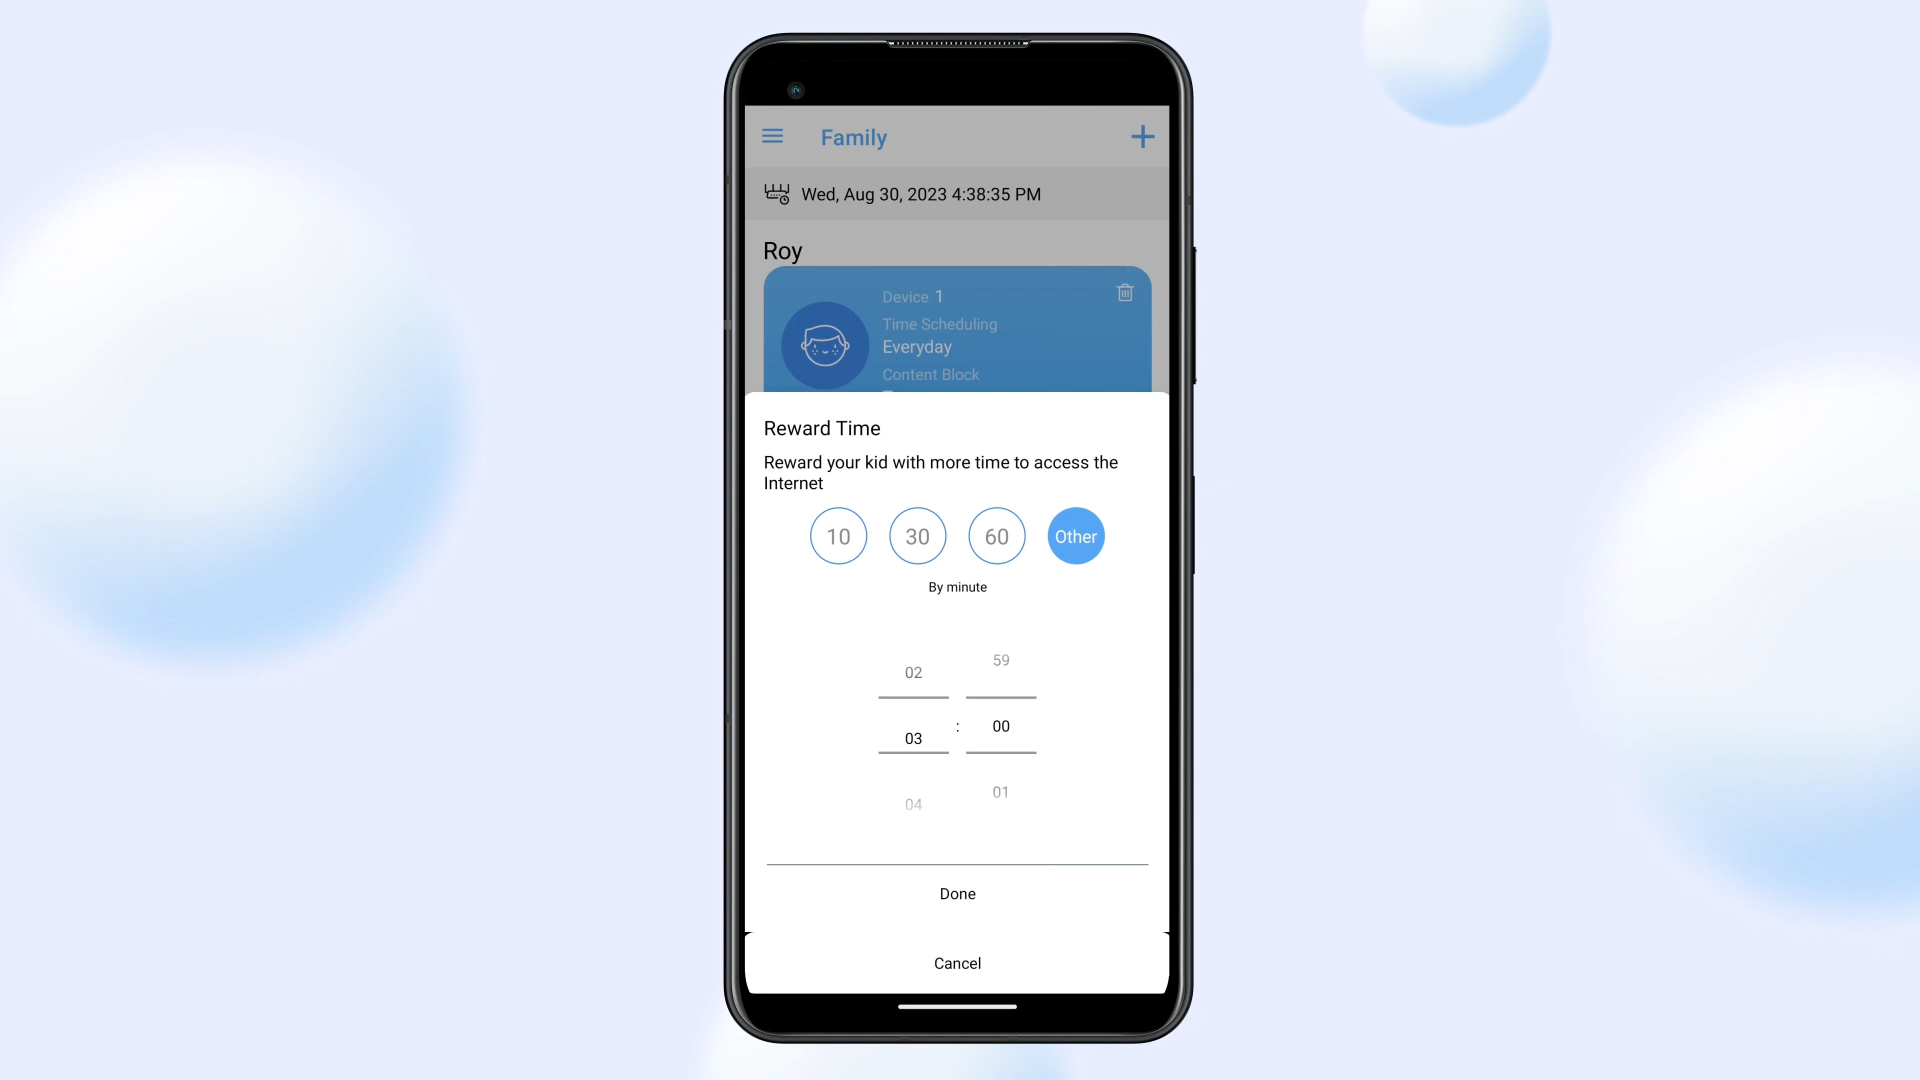 Family
Wed, Aug 30, 2023 4:38:35 PM
Roy
Device 1
Time Scheduling
Everyday
Content Block
Reward Time
Reward your kid with more time to access the
Internet
10 30 60 Other
By minute
02 59
03 : 00
04 01
Done
Cancel